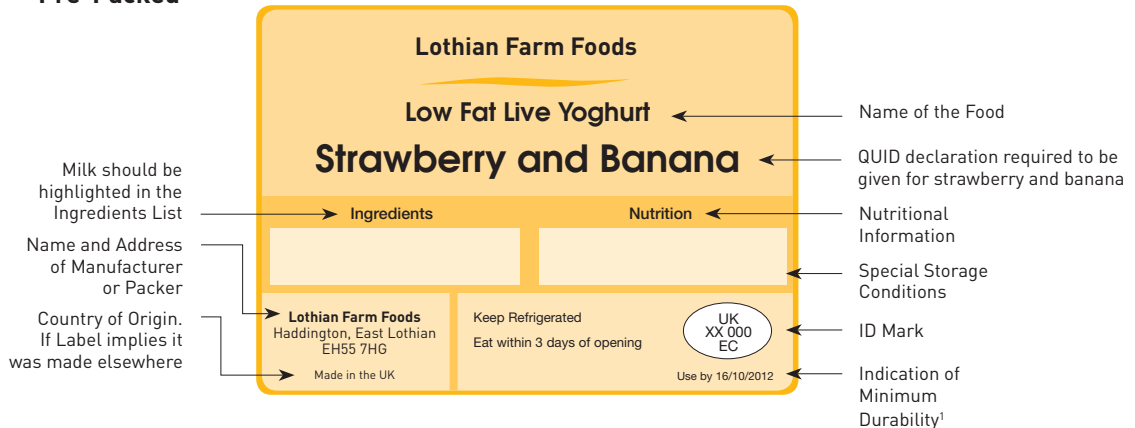 Pre-Packed
Lothian Farm Foods
Low Fat Live Yoghurt
Strawberry and Banana
Ingredients
Nutrition
Lothian Farm Foods
Haddington, East Lothian
EH55 7HG
Made in the UK
Keep Refrigerated
Eat within 3 days of opening
UK
XX 000
EC
Use by 16/10/2012
Milk should be
highlighted in the
Ingredients List
Name and Address
of Manufacturer
or Packer
Country of Origin.
If Label implies it
was made elsewhere
Name of the Food
QUID declaration required to be
given for strawberry and banana
Nutritional
Information
Special Storage
Conditions
ID Mark
Indication of
Minimum
Durability¹